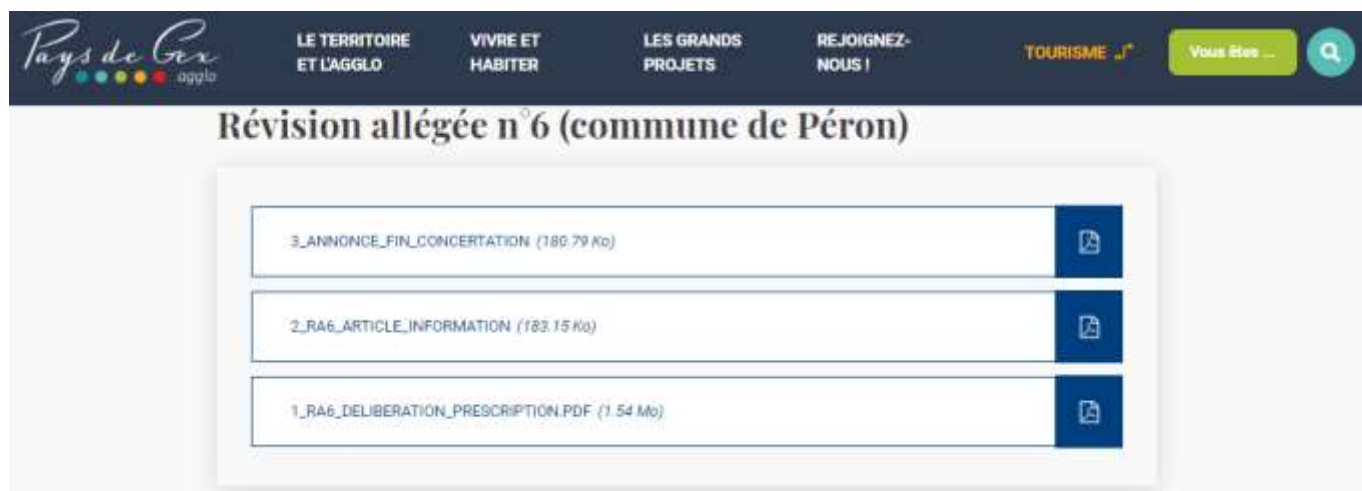 Pays de Gex
agglo
LE TERRITOIRE
ET L'AGGLO
VIVRE ET
HABITER
LES GRANDS
PROJETS
REJOIGNEZ-
NOUS !
TOURISME
Vous êtes ...
Révision allégée n°6 (commune de Péron)
3_ANNONCE_FIN_CONCERTATION (180.79 Ko)
2_RA6_ARTICLE_INFORMATION (183.15 Ko)
1_RA6_DELIBERATION_PRESCRIPTION.PDF (1.54 Mo)